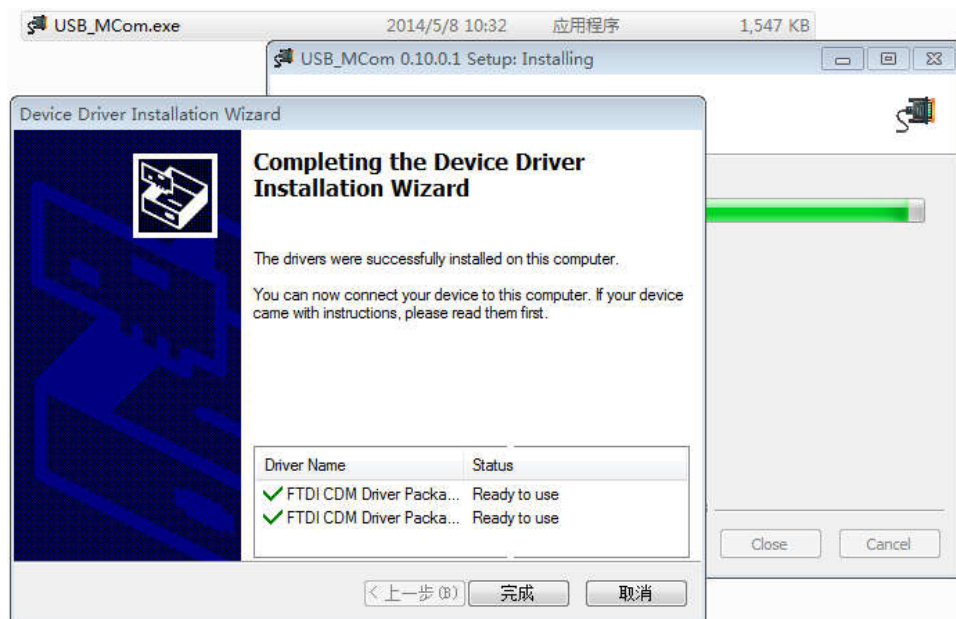 USB_MCom.exe 2014/5/8 10:32 应用程序 1,547 KB
USB_MCom 0.10.0.1 Setup: Installing
Device Driver Installation Wizard
Completing the Device Driver
Installation Wizard
The drivers were successfully installed on this computer.
You can now connect your device to this computer. If your device
came with instructions, please read them first.
Driver Name Status
FTDI CDM Driver Packa... Ready to use
FTDI CDM Driver Packa... Ready to use
Close Cancel
<上一步(B) 完成 取消